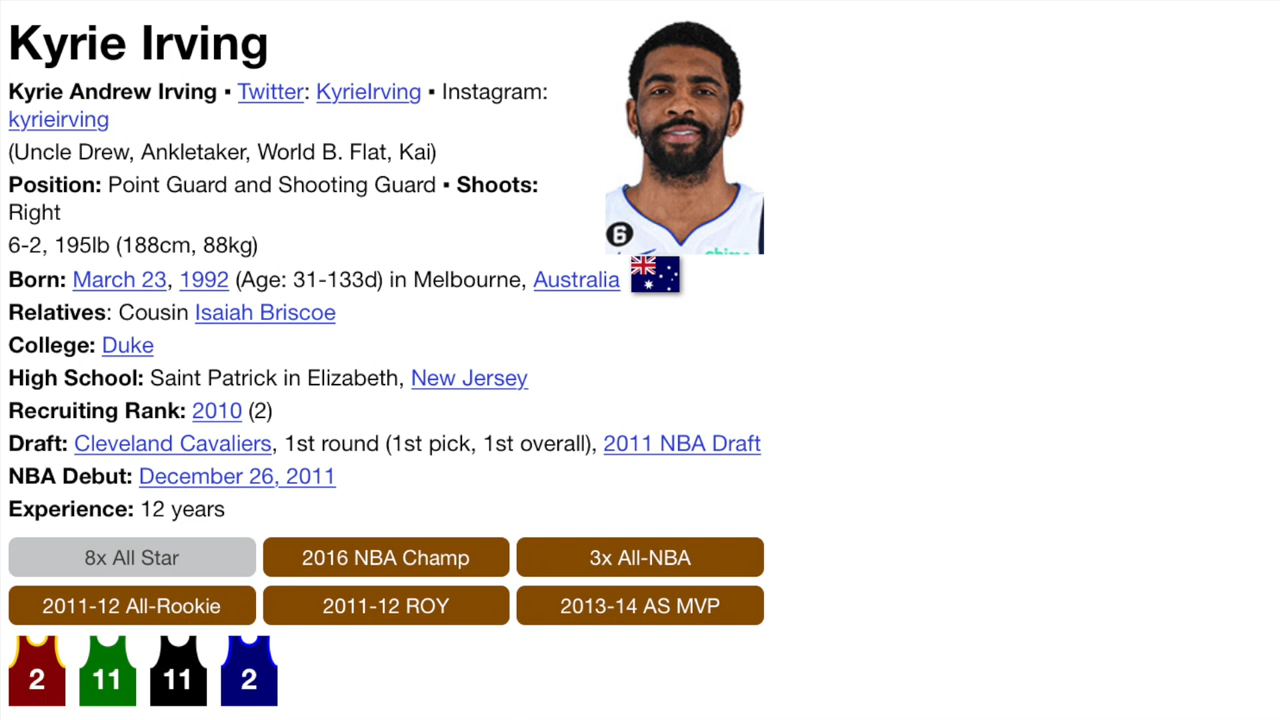 Kyrie Irving
Kyrie Andrew Irving ▪ Twitter: KyrieIrving ▪ Instagram:
kyrieirving
(Uncle Drew, Ankletaker, World B. Flat, Kai)
Position: Point Guard and Shooting Guard ▪ Shoots:
Right
6-2, 195lb (188cm, 88kg)
6
Born: March 23, 1992 (Age: 31-133d) in Melbourne, Australia
Relatives: Cousin Isaiah Briscoe
College: Duke
High School: Saint Patrick in Elizabeth, New Jersey
Recruiting Rank: 2010 (2)
Draft: Cleveland Cavaliers, 1st round (1st pick, 1st overall), 2011 NBA Draft
NBA Debut: December 26, 2011
Experience: 12 years
8x All Star 2016 NBA Champ 3x All-NBA
2011-12 All-Rookie 2011-12 ROY 2013-14 AS MVP
2 11 11 2